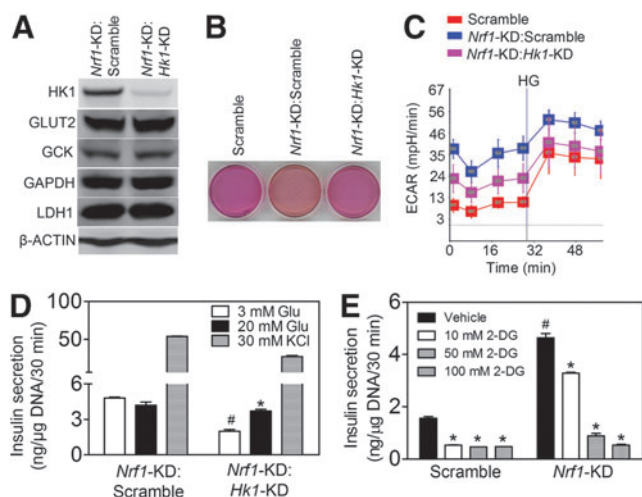 A
Nrf1-KD:
Scramble
Nrf1-KD:
Hk1-KD
HK1
GLUT2
GCK
GAPDH
LDH1
β-ACTIN
B
Scramble
Nrf1-KD:Scramble
Nrf1-KD:Hk1-KD
C
Scramble
Nrf1-KD:Scramble
Nrf1-KD:Hk1-KD
HG
ECAR (mpH/min)
67
56
45
35
24
14
3
0
16
32
48
Time (min)
D
Insulin secretion
(ng/μg DNA/30 min)
100
50
6
3
0
3 mM Glu
20 mM Glu
30 mM KCl
#
*
Nrf1-KD:
Scramble
Nrf1-KD:
Hk1-KD
E
Insulin secretion
(ng/μg DNA/30 min)
6
4
2
0
Vehicle
10 mM 2-DG
50 mM 2-DG
100 mM 2-DG
* * *
#
*
* *
Scramble
Nrf1-KD